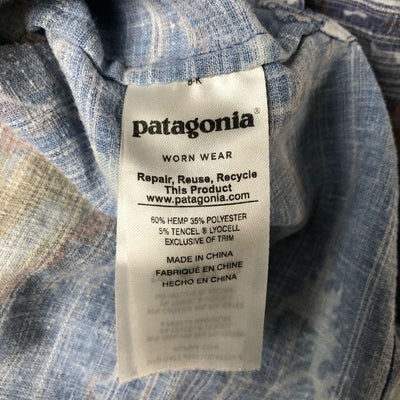 patagonia®
WORN WEAR
Repair, Reuse, Recycle
This Product
www.patagonia.com
60% HEMP 35% POLYESTER
5% TENCEL® LYOCELL
EXCLUSIVE OF TRIM
MADE IN CHINA
FABRIQUÉ EN CHINE
HECHO EN CHINA